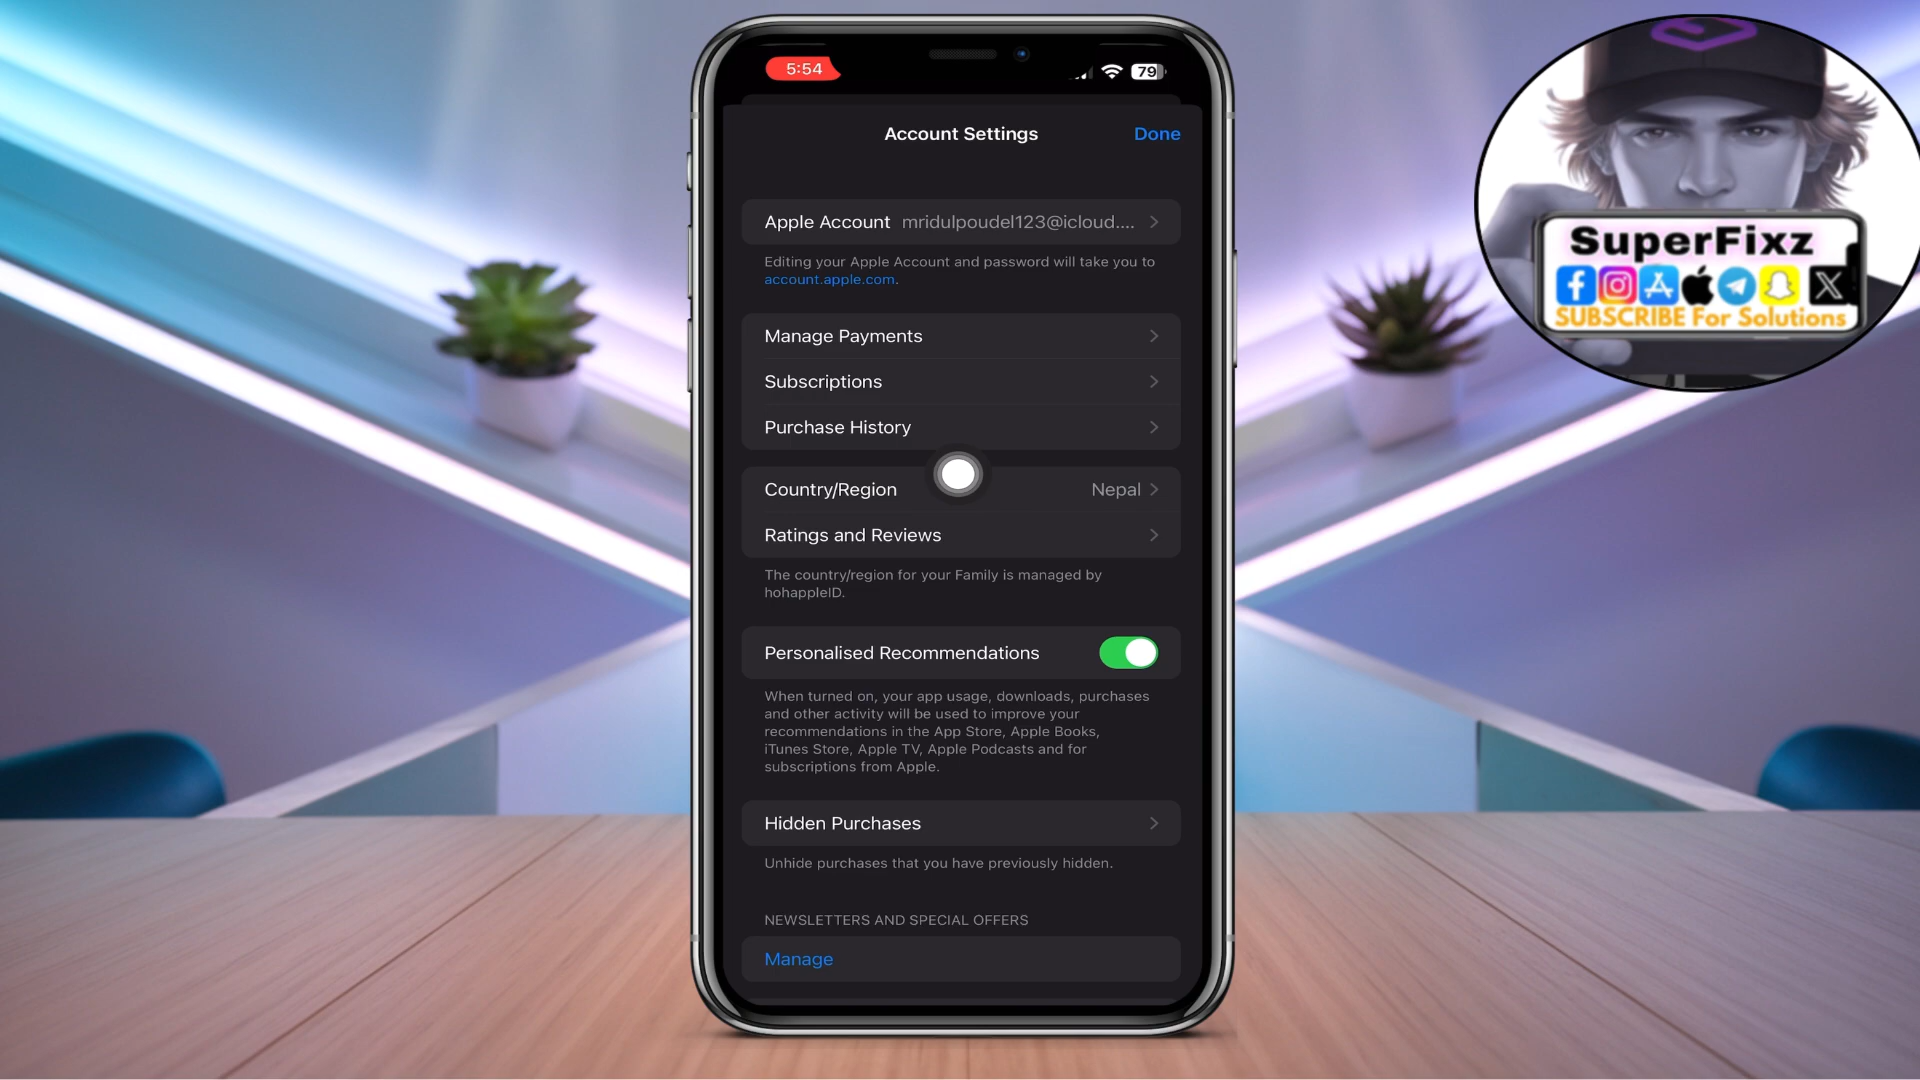 5:54
79
Account Settings
Done
Apple Account mridulpoudel123@icloud....
Editing your Apple Account and password will take you to
account.apple.com.
Manage Payments
Subscriptions
Purchase History
Country/Region Nepal
Ratings and Reviews
The country/region for your Family is managed by
hohappleID.
Personalised Recommendations
When turned on, your app usage, downloads, purchases
and other activity will be used to improve your
recommendations in the App Store, Apple Books,
iTunes Store, Apple TV, Apple Podcasts and for
subscriptions from Apple.
Hidden Purchases
Unhide purchases that you have previously hidden.
NEWSLETTERS AND SPECIAL OFFERS
Manage
SuperFixz
SUBSCRIBE For Solutions